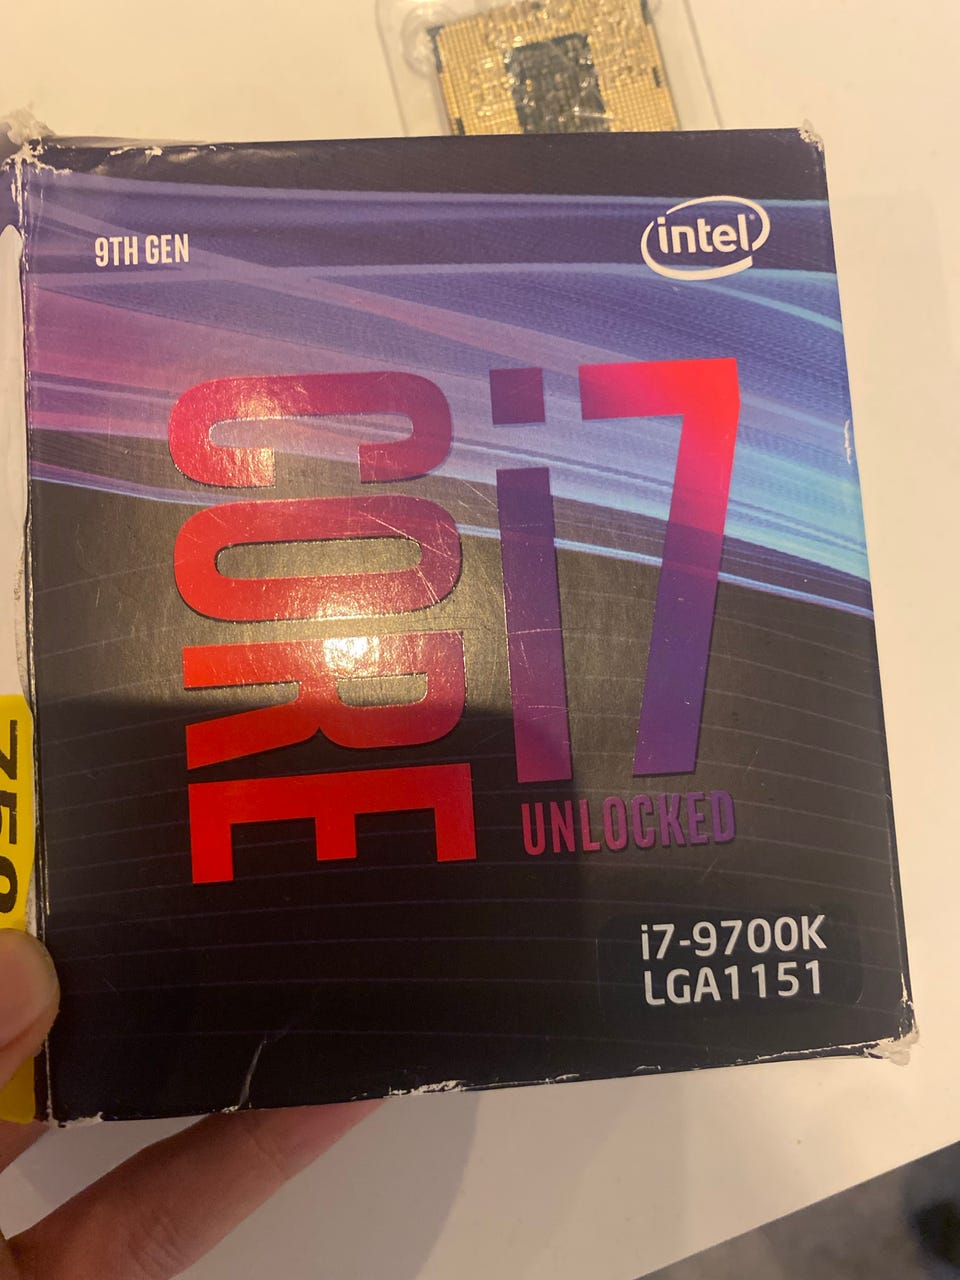 9TH GEN
intel
CORE
i7
UNLOCKED
i7-9700K
LGA1151